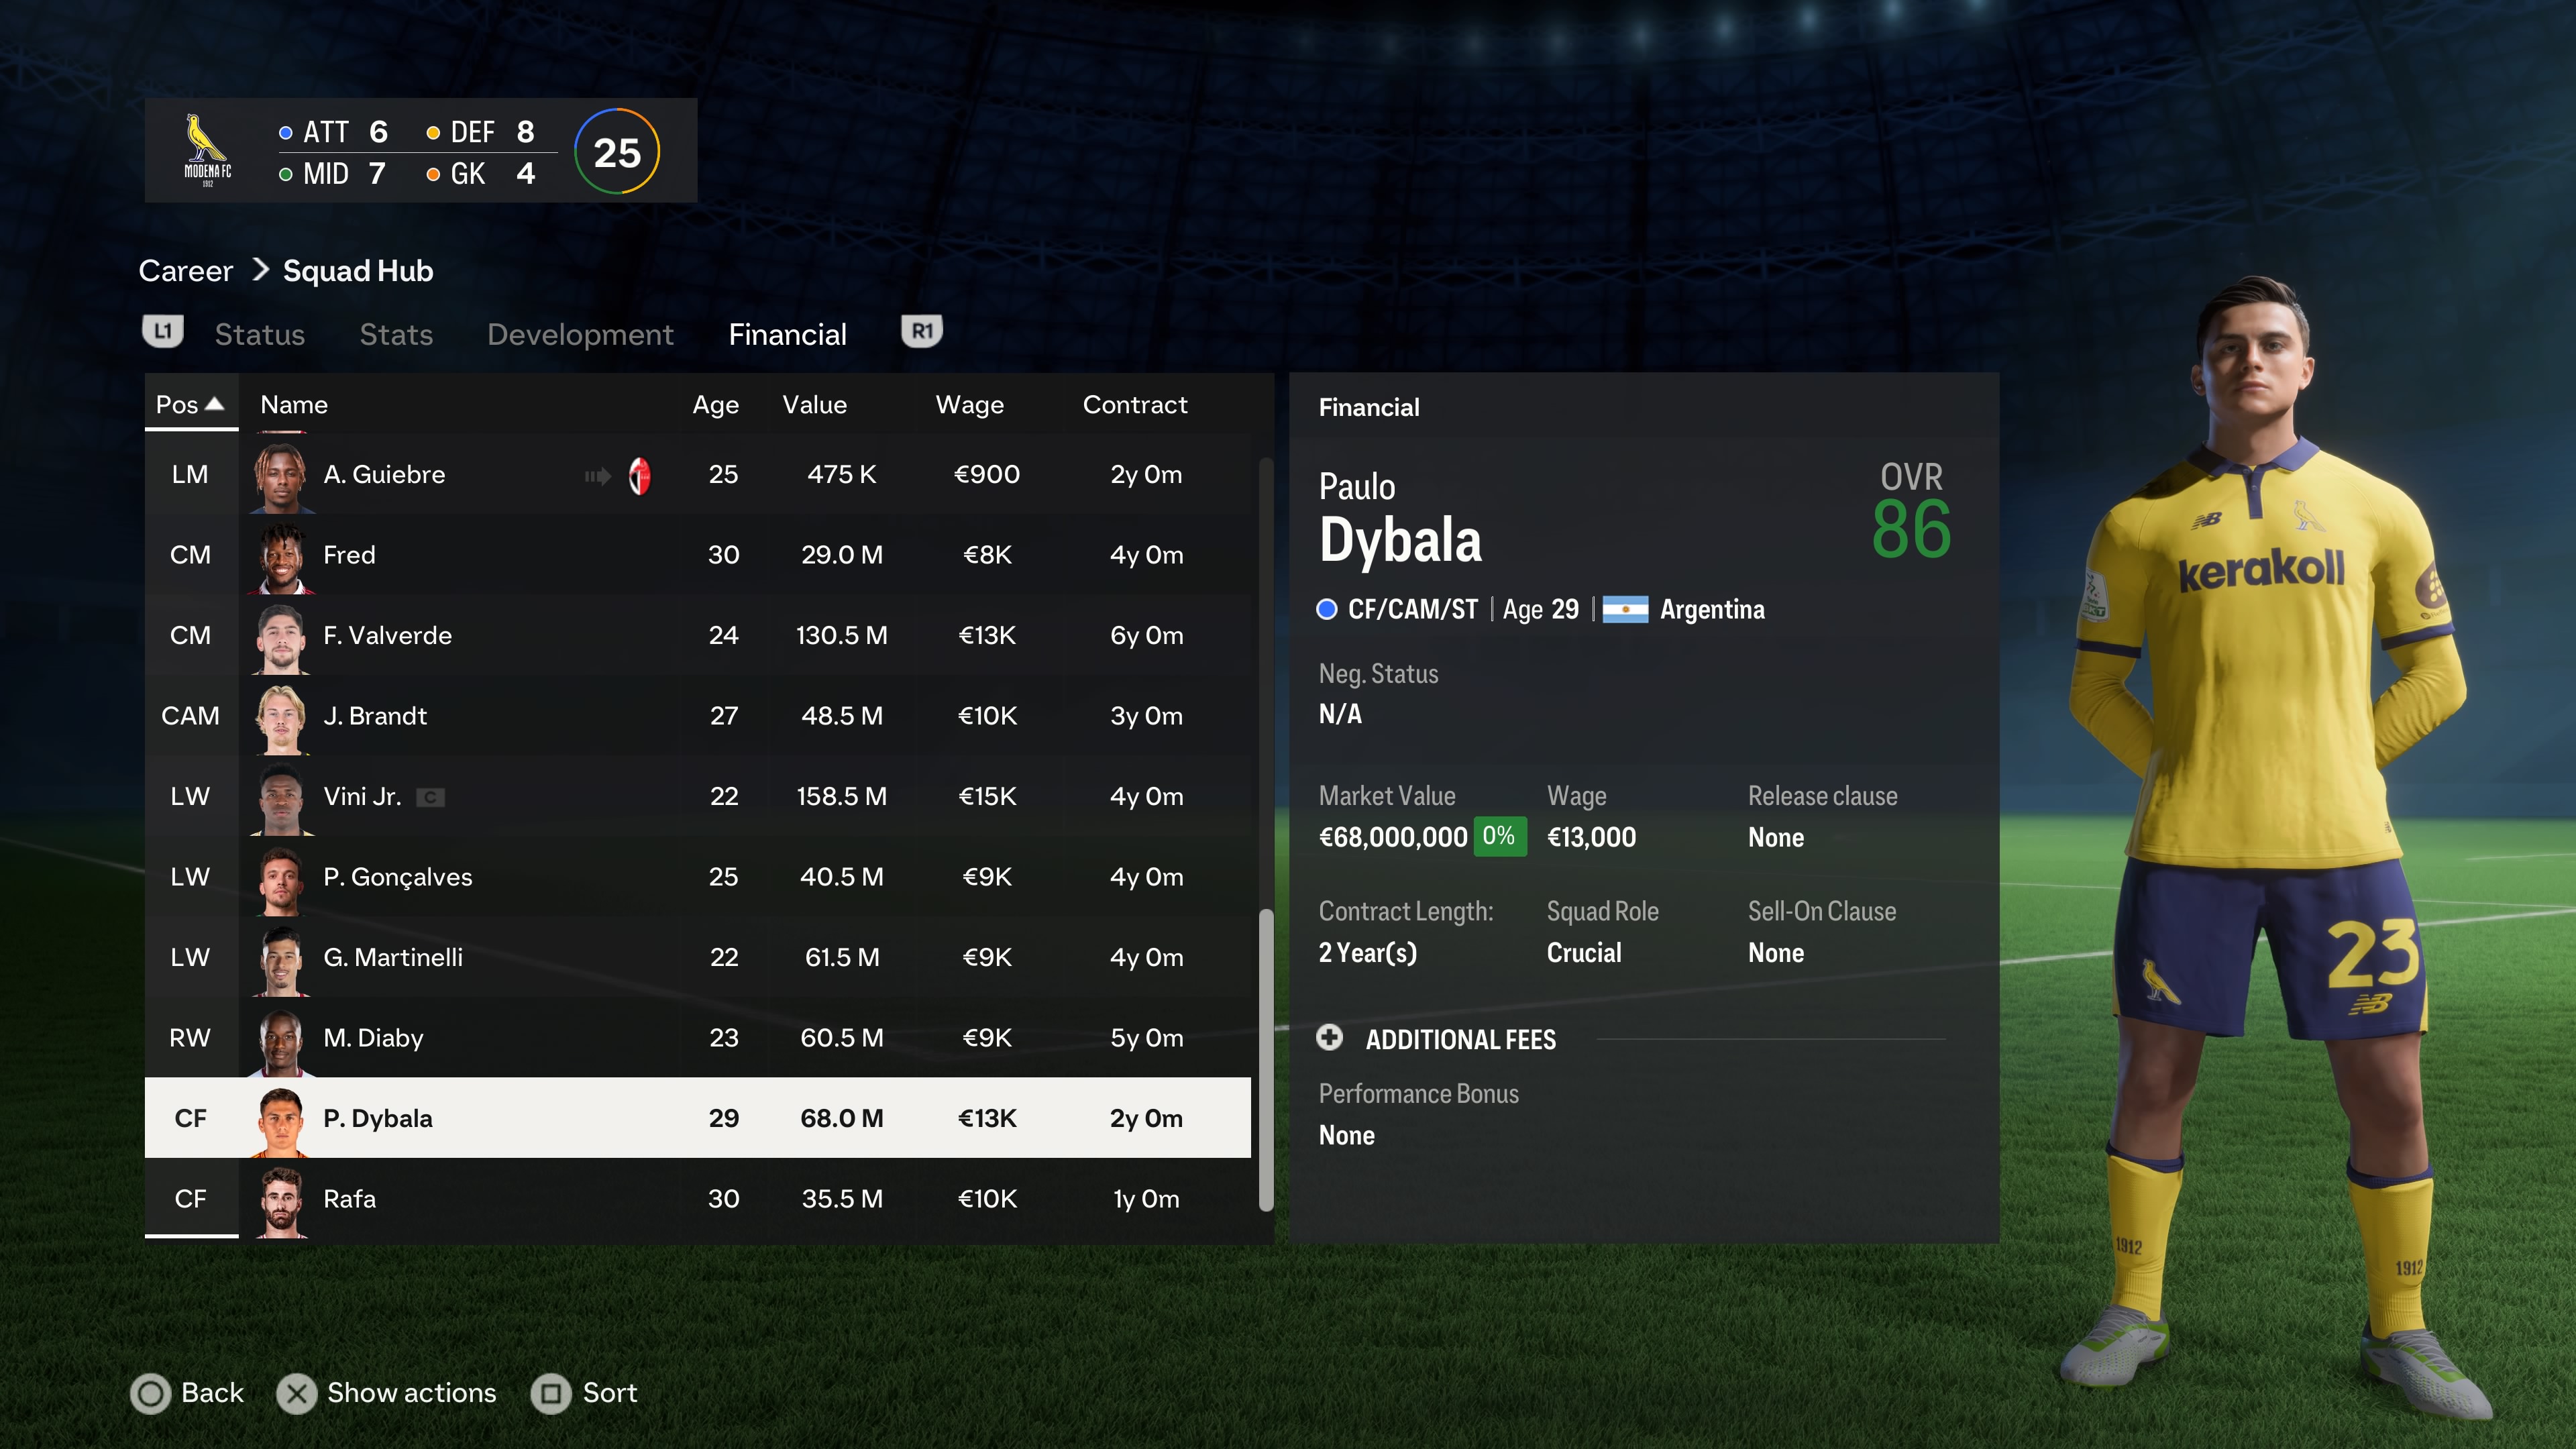 ATT 6 DEF 8
MID 7 GK 4
25
MODENA FC
1912
Career > Squad Hub
L1 Status Stats Development Financial R1
Pos Name Age Value Wage Contract
LM A. Guiebre 25 475 K €900 2y 0m
CM Fred 30 29.0 M €8K 4y 0m
CM F. Valverde 24 130.5 M €13K 6y 0m
CAM J. Brandt 27 48.5 M €10K 3y 0m
LW Vini Jr. C 22 158.5 M €15K 4y 0m
LW P. Gonçalves 25 40.5 M €9K 4y 0m
LW G. Martinelli 22 61.5 M €9K 4y 0m
RW M. Diaby 23 60.5 M €9K 5y 0m
CF P. Dybala 29 68.0 M €13K 2y 0m
CF Rafa 30 35.5 M €10K 1y 0m
Financial
Paulo
Dybala
OVR
86
CF/CAM/ST | Age 29 | Argentina
Neg. Status
N/A
Market Value Wage Release clause
€68,000,000 0% €13,000 None
Contract Length: Squad Role Sell-On Clause
2 Year(s) Crucial None
ADDITIONAL FEES
Performance Bonus
None
NB
kerakoll
23
NB
1912
1912
Back Show actions Sort